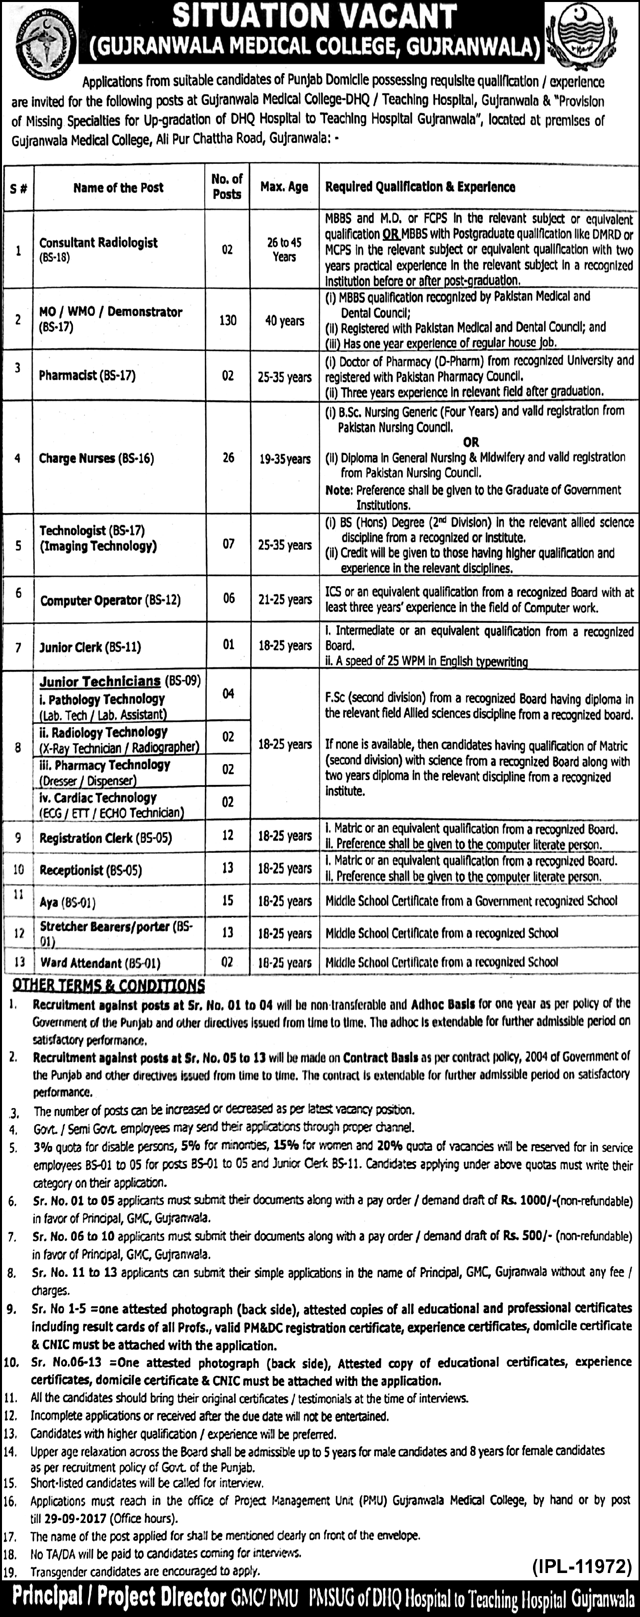 SITUATION VACANT
(GUJRANWALA MEDICAL COLLEGE, GUJRANWALA)
Applications from suitable candidates of Punjab Domicile possessing requisite qualification / experience
are invited for the following posts at Gujranwala Medical College-DHQ / Teaching Hospital, Gujranwala & "Provision
of Missing Specialties for Up-gradation of DHQ Hospital to Teaching Hospital Gujranwala", located at premises of
Gujranwala Medical College, Ali Pur Chattha Road, Gujranwala: -
S # Name of the Post No. of Posts Max. Age Required Qualification & Experience
1 Consultant Radiologist (BS-18) 02 26 to 45 Years
MBBS and M.D. or FCPS in the relevant subject or equivalent
qualification OR MBBS with Postgraduate qualification like DMRD or
MCPS in the relevant subject or equivalent qualification with two
years practical experience in the relevant subject in a recognized
Institution before or after post-graduation.
2 MO / WMO / Demonstrator (BS-17) 130 40 years
(i) MBBS qualification recognized by Pakistan Medical and
Dental Council;
(ii) Registered with Pakistan Medical and Dental Council; and
(iii) Has one year experience of regular house job.
3 Pharmacist (BS-17) 02 25-35 years
(i) Doctor of Pharmacy (D-Pharm) from recognized University and
registered with Pakistan Pharmacy Council.
(ii) Three years experience in relevant field after graduation.
4 Charge Nurses (BS-16) 26 19-35years
(i) B.Sc. Nursing Generic (Four Years) and valid registration from
Pakistan Nursing Council.
OR
(ii) Diploma in General Nursing & Midwifery and valid registration
from Pakistan Nursing Council.
Note: Preference shall be given to the Graduate of Government
Institutions.
5 Technologist (BS-17) (Imaging Technology) 07 25-35 years
(i) BS (Hons) Degree (2nd Division) in the relevant allied science
discipline from a recognized or institute.
(ii) Credit will be given to those having higher qualification and
experience in the relevant disciplines.
6 Computer Operator (BS-12) 06 21-25 years
ICS or an equivalent qualification from a recognized Board with at
least three years' experience in the field of Computer work.
7 Junior Clerk (BS-11) 01 18-25 years
i. Intermediate or an equivalent qualification from a recognized
Board.
ii. A speed of 25 WPM in English typewriting
8 Junior Technicians (BS-09)
i. Pathology Technology 04
(Lab. Tech / Lab. Assistant)
ii. Radiology Technology 02
(X-Ray Technician / Radiographer)
iii. Pharmacy Technology 02
(Dresser / Dispenser)
iv. Cardiac Technology 02
(ECG / ETT / ECHO Technician)
18-25 years
F.Sc (second division) from a recognized Board having diploma in
the relevant field Allied sciences discipline from a recognized board.
If none is available, then candidates having qualification of Matric
(second division) with science from a recognized Board along with
two years diploma in the relevant discipline from a recognized
institute.
9 Registration Clerk (BS-05) 12 18-25 years
i. Matric or an equivalent qualification from a recognized Board.
ii. Preference shall be given to the computer literate person.
10 Receptionist (BS-05) 13 18-25 years
i. Matric or an equivalent qualification from a recognized Board.
ii. Preference shall be given to the computer literate person.
11 Aya (BS-01) 15 18-25 years Middle School Certificate from a Government recognized School
12 Stretcher Bearers/porter (BS-01) 13 18-25 years Middle School Certificate from a recognized School
13 Ward Attendant (BS-01) 02 18-25 years Middle School Certificate from a recognized School
OTHER TERMS & CONDITIONS
1. Recruitment against posts at Sr. No. 01 to 04 will be non-transferable and Adhoc Basis for one year as per policy of the
Government of the Punjab and other directives issued from time to time. The adhoc is extendable for further admissible period on
satisfactory performance.
2. Recruitment against posts at Sr. No. 05 to 13 will be made on Contract Basis as per contract policy, 2004 of Government of
the Punjab and other directives issued from time to time. The contract is extendable for further admissible period on satisfactory
performance.
3. The number of posts can be increased or decreased as per latest vacancy position.
4. Govt. / Semi Govt. employees may send their applications through proper channel.
5. 3% quota for disable persons, 5% for minorities, 15% for women and 20% quota of vacancies will be reserved for in service
employees BS-01 to 05 for posts BS-01 to 05 and Junior Clerk BS-11. Candidates applying under above quotas must write their
category on their application.
6. Sr. No. 01 to 05 applicants must submit their documents along with a pay order / demand draft of Rs. 1000/-(non-refundable)
in favor of Principal, GMC, Gujranwala.
7. Sr. No. 06 to 10 applicants must submit their documents along with a pay order / demand draft of Rs. 500/- (non-refundable)
in favor of Principal, GMC, Gujranwala.
8. Sr. No. 11 to 13 applicants can submit their simple applications in the name of Principal, GMC, Gujranwala without any fee /
charges.
9. Sr. No 1-5 =one attested photograph (back side), attested copies of all educational and professional certificates
including result cards of all Profs., valid PM&DC registration certificate, experience certificates, domicile certificate
& CNIC must be attached with the application.
10. Sr. No.06-13 =One attested photograph (back side), Attested copy of educational certificates, experience
certificates, domicile certificate & CNIC must be attached with the application.
11. All the candidates should bring their original certificates / testimonials at the time of interviews.
12. Incomplete applications or received after the due date will not be entertained.
13. Candidates with higher qualification / experience will be preferred.
14. Upper age relaxation across the Board shall be admissible up to 5 years for male candidates and 8 years for female candidates
as per recruitment policy of Govt. of the Punjab.
15. Short-listed candidates will be called for interview.
16. Applications must reach in the office of Project Management Unit (PMU) Gujranwala Medical College, by hand or by post
till 29-09-2017 (Office hours).
17. The name of the post applied for shall be mentioned clearly on front of the envelope.
18. No TA/DA will be paid to candidates coming for interviews.
19. Transgender candidates are encouraged to apply.
(IPL-11972)
Principal / Project Director GMC/ PMU PMSUG of DHQ Hospital to Teaching Hospital Gujranwala